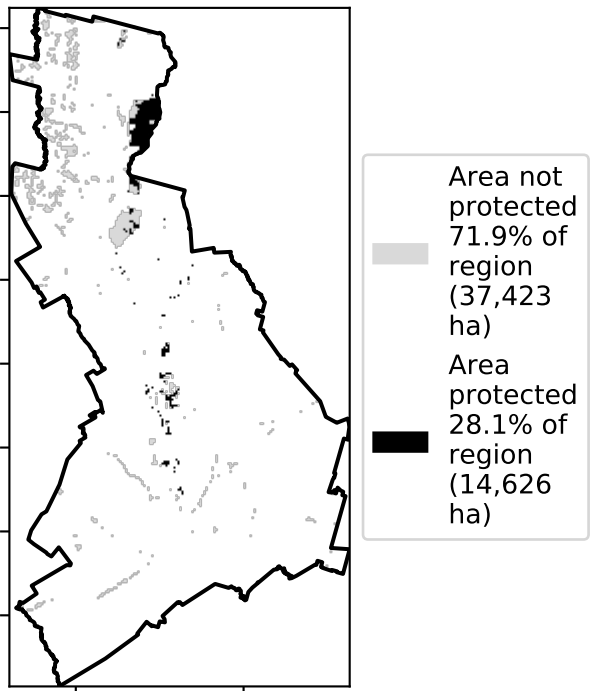 Area not
protected
71.9% of
region
(37,423
ha)
Area
protected
28.1% of
region
(14,626
ha)